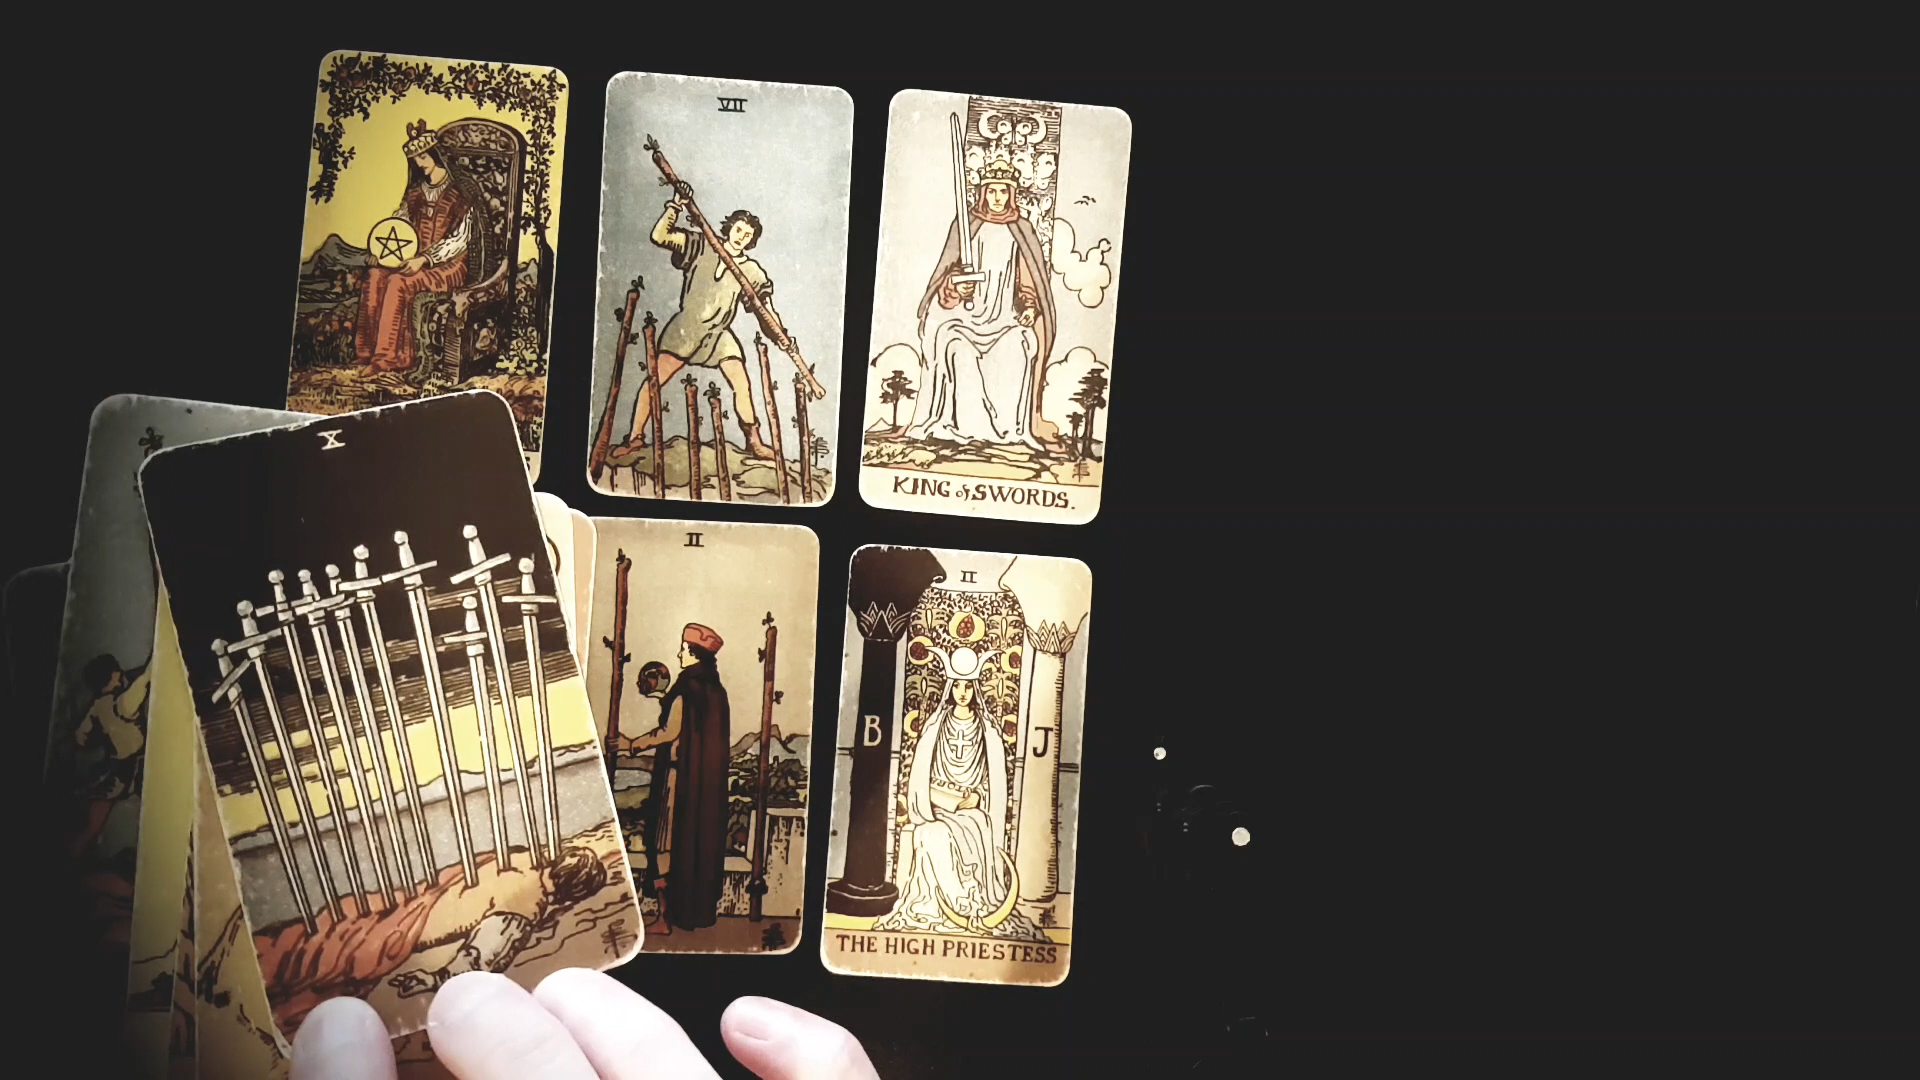 VII
KING of SWORDS.
X
II
II
B
J
THE HIGH PRIESTESS